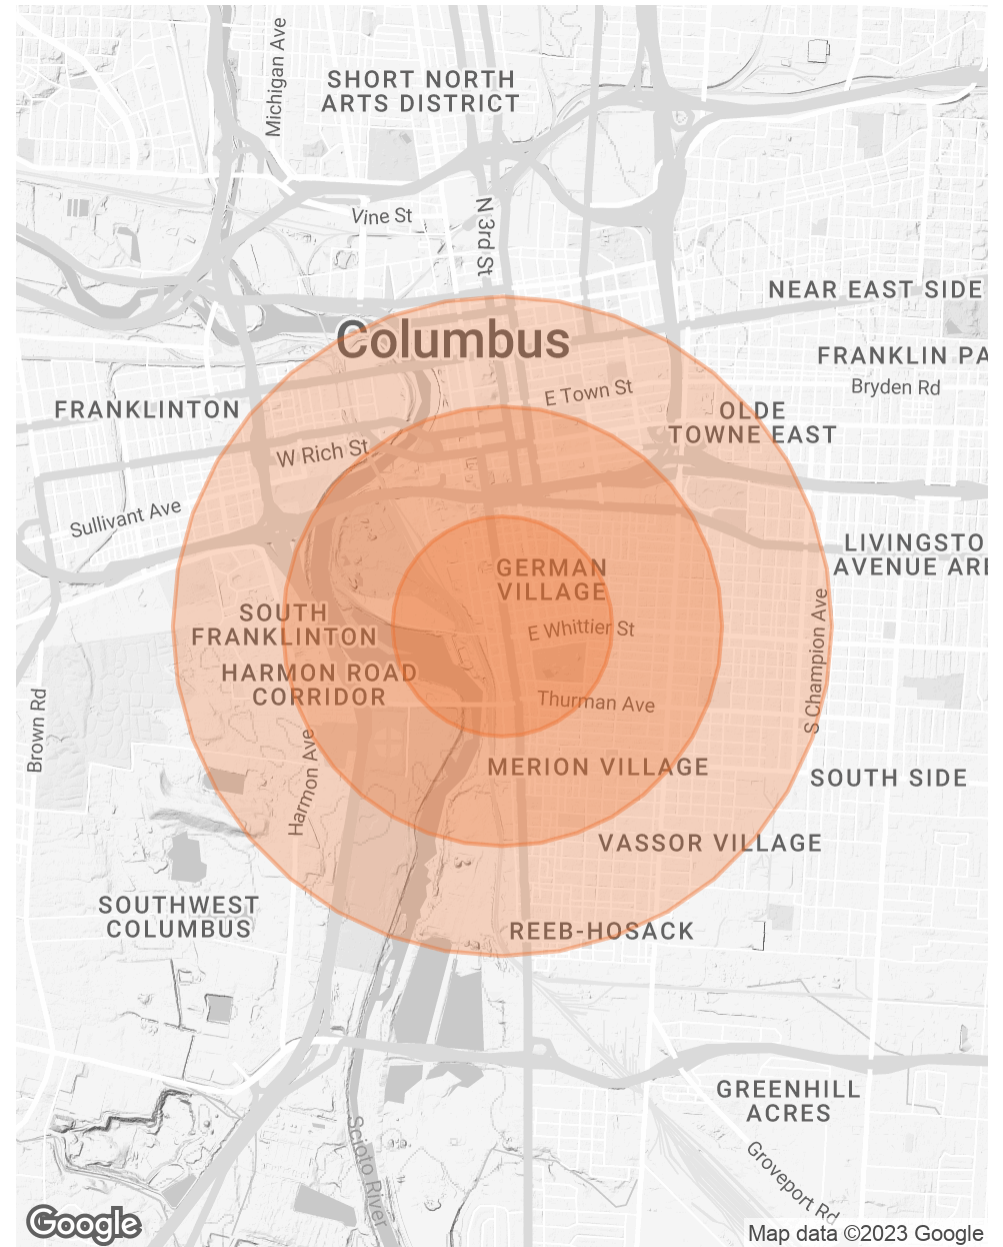 Michigan Ave
SHORT NORTH
ARTS DISTRICT
Vine St
N 3rd St
NEAR EAST SIDE
Columbus
FRANKLIN PA
Bryden Rd
E Town St
FRANKLINTON
OLDE
TOWNE EAST
W Rich St
Sullivant Ave
LIVINGSTO
AVENUE ARE
GERMAN
VILLAGE
SOUTH
FRANKLINTON
E Whittier St
S Champion Ave
HARMON ROAD
CORRIDOR
Thurman Ave
Brown Rd
Harmon Ave
MERION VILLAGE
SOUTH SIDE
VASSOR VILLAGE
SOUTHWEST
COLUMBUS
REEB-HOSACK
GREENHILL
ACRES
Scioto River
Groveport Rd
Google
Map data ©2023 Google